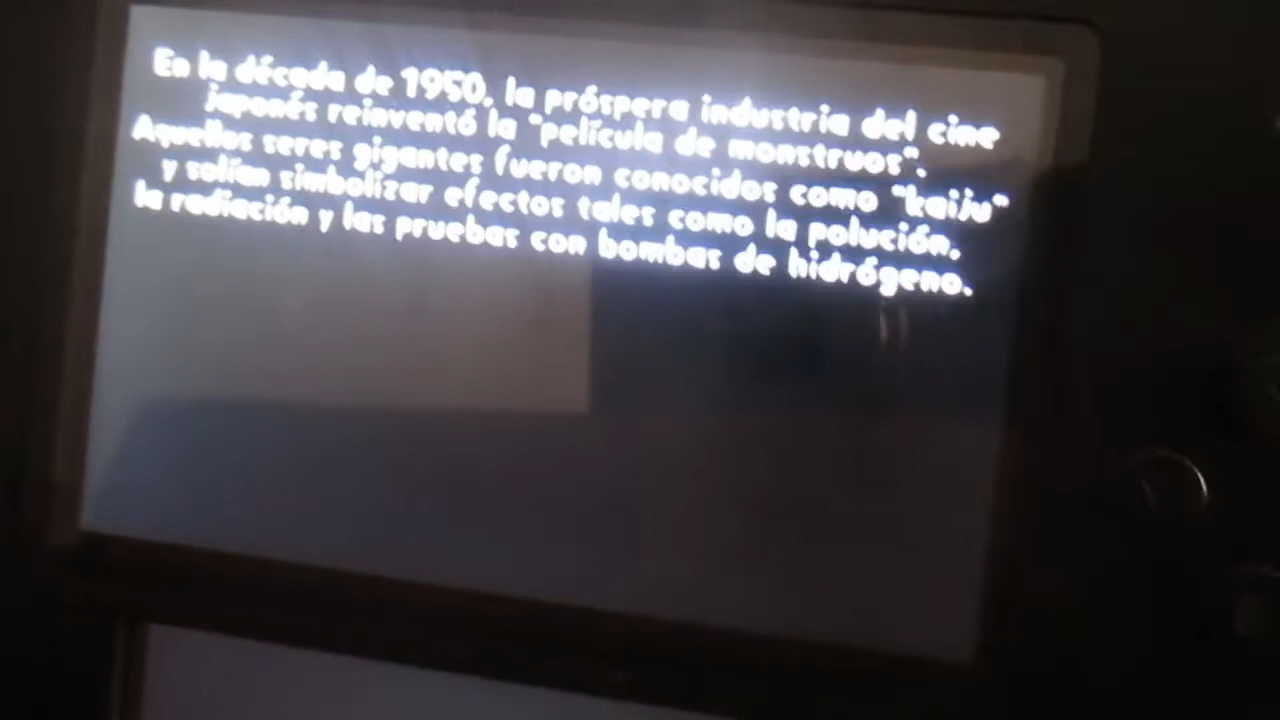 En la década de 1950, la próspera industria del cine
japonés reinventó la "película de monstruos".
Aquellos seres gigantes fueron conocidos como "kaiju"
y solían simbolizar efectos tales como la polución,
la radiación y las pruebas con bombas de hidrógeno.